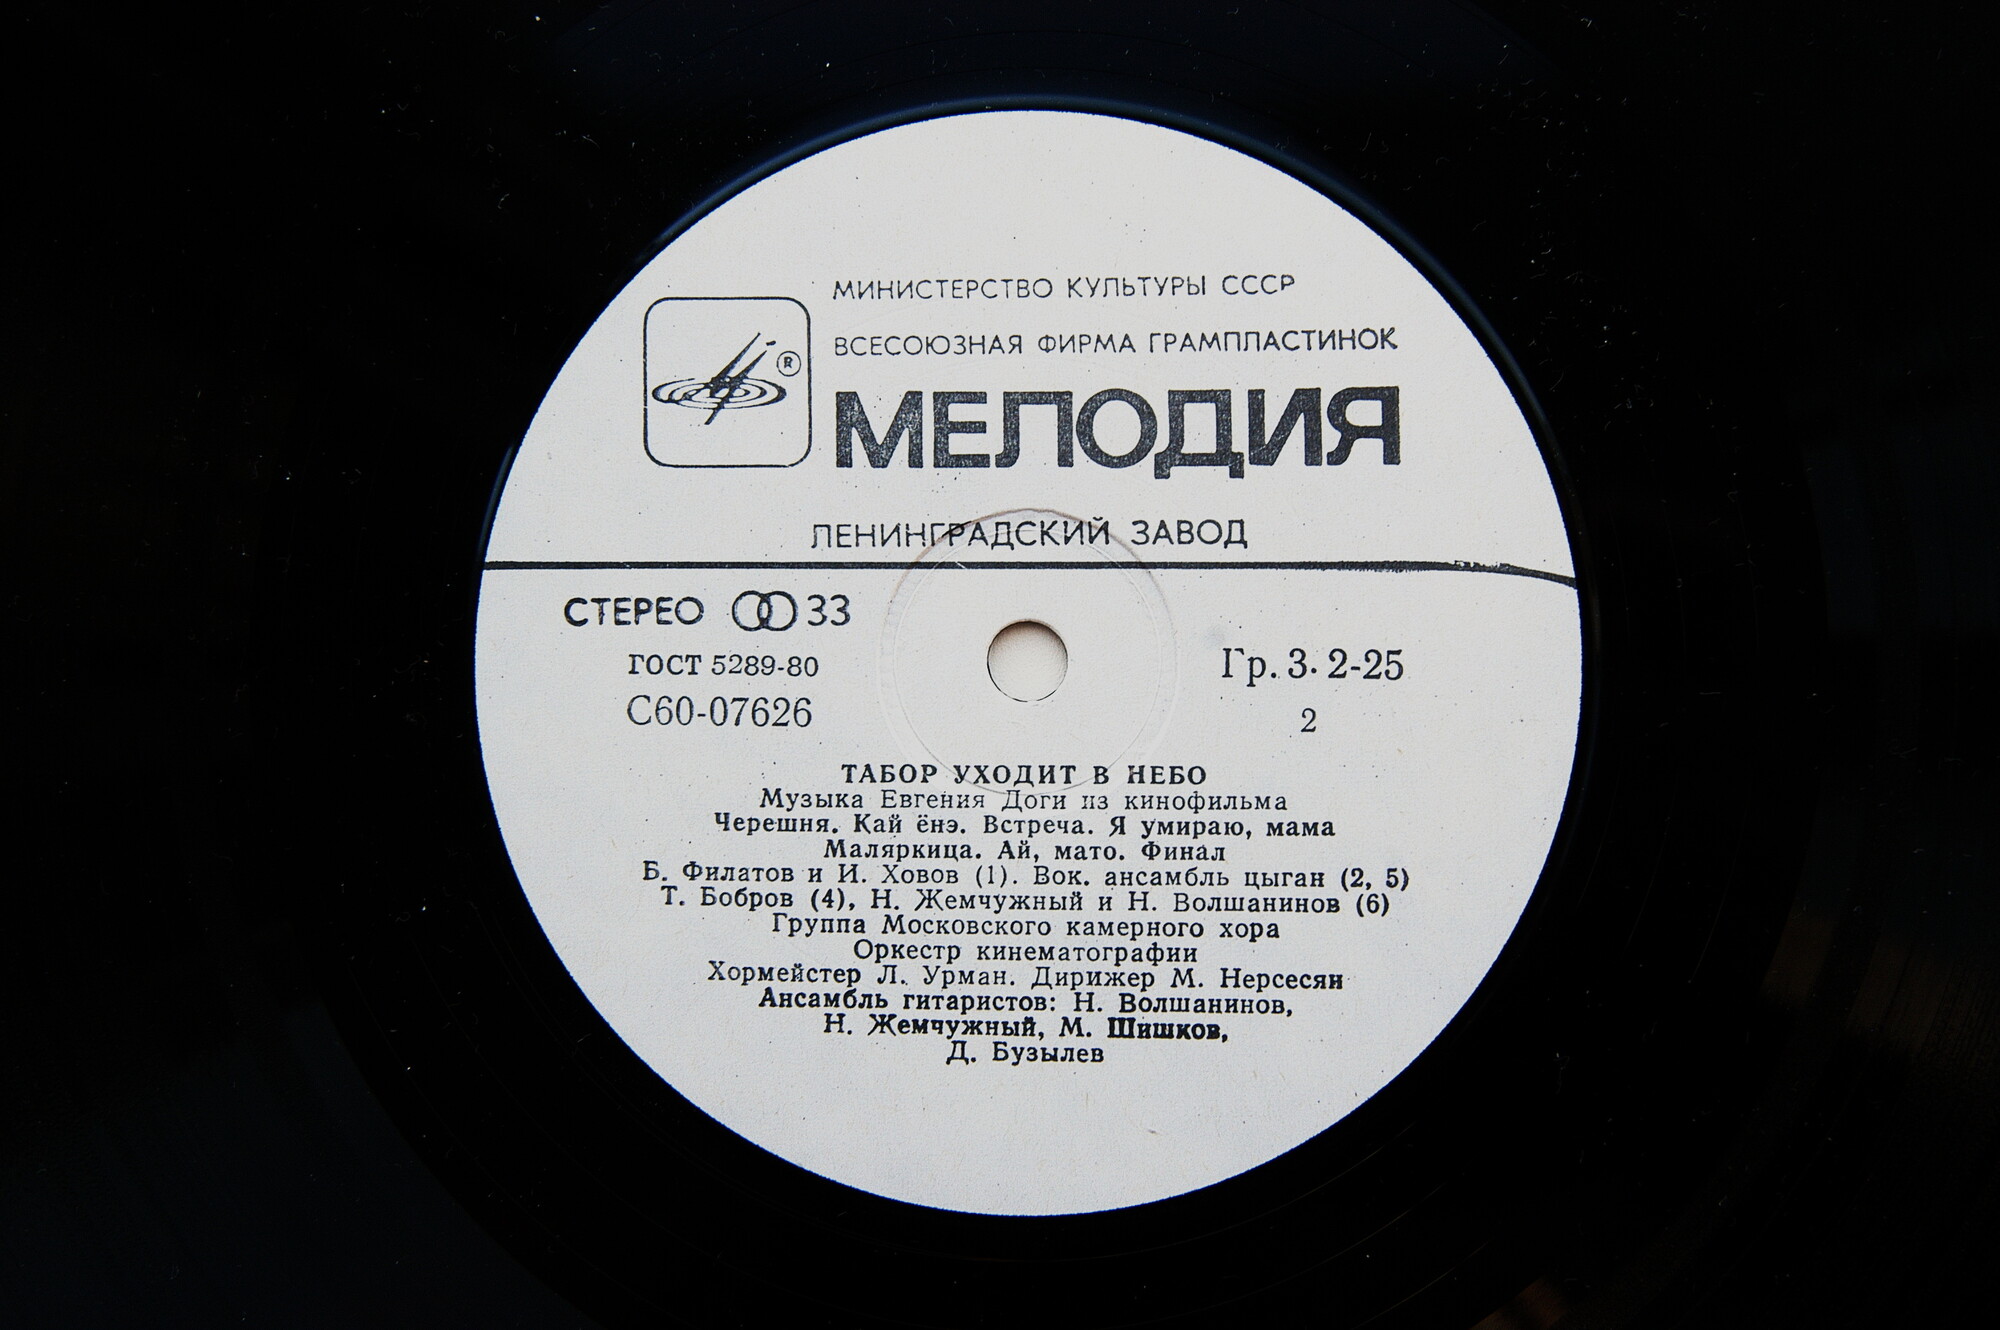 МИНИСТЕРСТВО КУЛЬТУРЫ СССР
ВСЕСОЮЗНАЯ ФИРМА ГРАМПЛАСТИНОК
®
МЕЛОДИЯ
ЛЕНИНГРАДСКИЙ ЗАВОД
СТЕРЕО 33
ГОСТ 5289-80
Гр. 3. 2-25
С60-07626
2
ТАБОР УХОДИТ В НЕБО
Музыка Евгения Доги из кинофильма
Черешня. Кай ёнэ. Встреча. Я умираю, мама
Маляркица. Ай, мато. Финал
Б. Филатов и И. Ховов (1). Вок. ансамбль цыган (2, 5)
Т. Бобров (4), Н. Жемчужный и Н. Волшанинов (6)
Группа Московского камерного хора
Оркестр кинематографии
Хормейстер Л. Урман. Дирижер М. Нерсесян
Ансамбль гитаристов: Н. Волшанинов,
Н. Жемчужный, М. Шишков,
Д. Бузылев